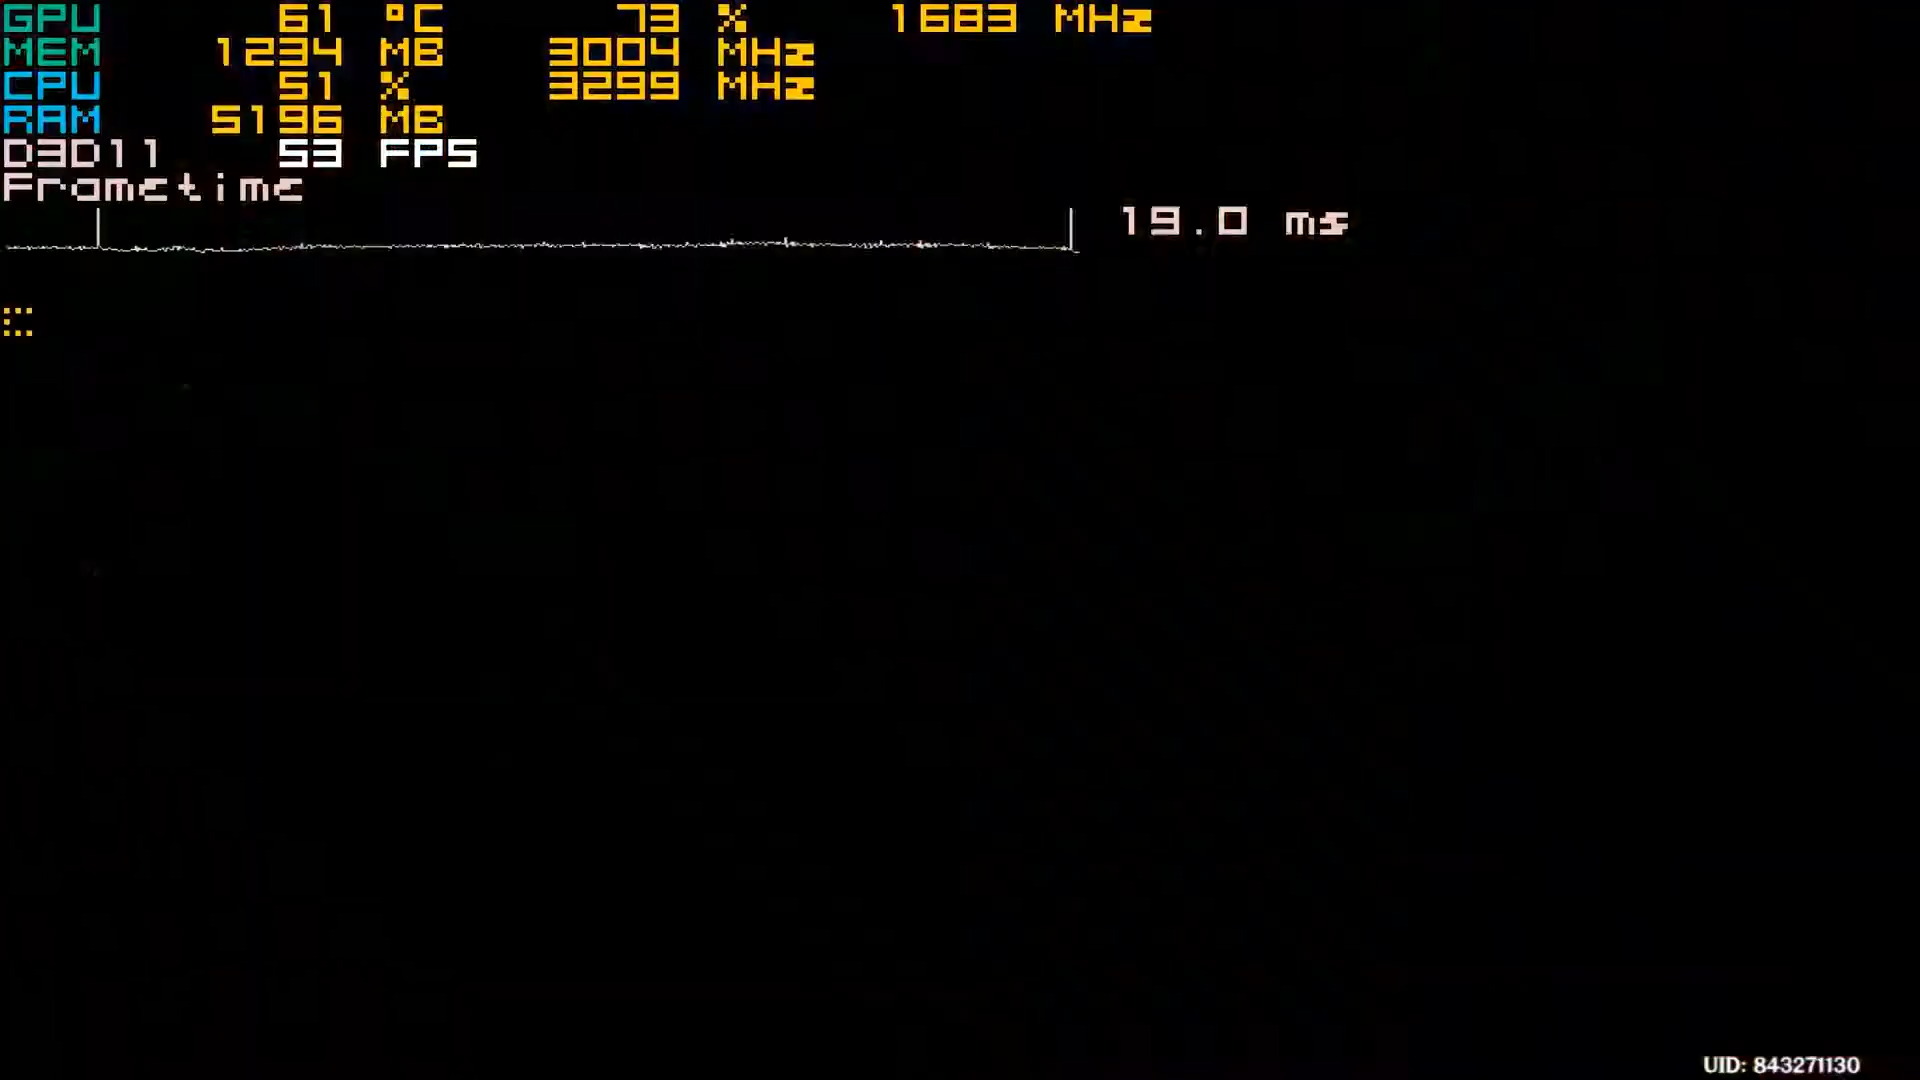 GPU 61 °C 73 % 1683 MHz
MEM 1234 MB 3004 MHz
CPU 51 % 3299 MHz
RAM 5196 MB
D3D11 53 FPS
Frametime
19.0 ms
UID: 843271130